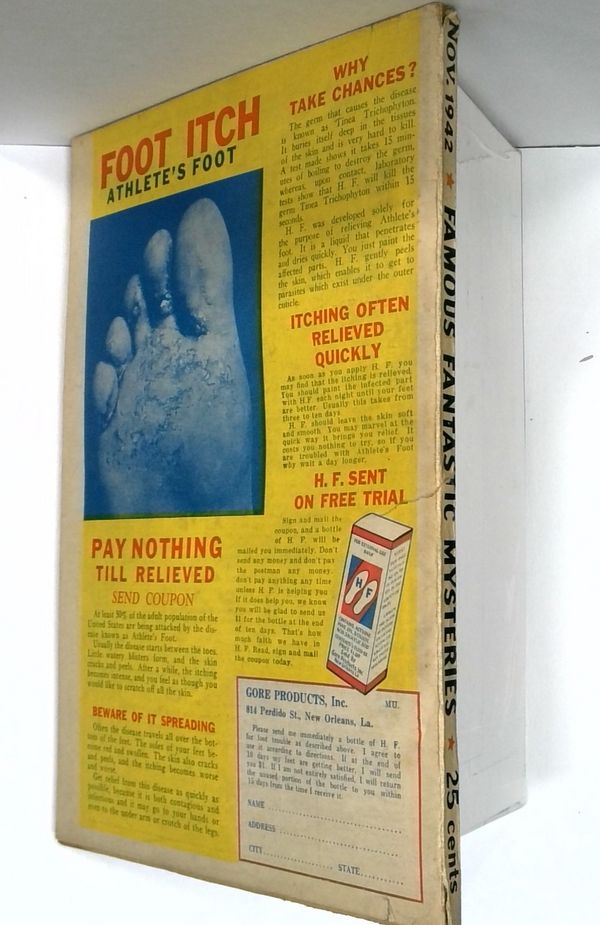 FOOT ITCH
ATHLETE'S FOOT
WHY
TAKE CHANCES?
The germ that causes the disease
is known as Tinea Trichophyton.
It buries itself deep in the tissues
of the skin and is very hard to kill.
A test made shows it takes 15 min-
utes of boiling to destroy the germ,
whereas, upon contact, laboratory
tests show that H. F. will kill the
germ Tinea Trichophyton within 15
seconds.
H. F. was developed solely for
the purpose of relieving Athlete's
foot. It is a liquid that penetrates
and dries quickly. You just paint the
affected parts. H. F. gently peels
the skin, which enables it to get to
parasites which exist under the outer
cuticle.
ITCHING OFTEN
RELIEVED
QUICKLY
As soon as you apply H. F. you
may find that the itching is relieved.
You should paint the infected part
with H.F. each night until your feet
are better. Usually this takes from
three to ten days.
H. F. should leave the skin soft
and smooth. You may marvel at the
quick way it brings you relief. It
costs you nothing to try, so if you
are troubled with Athlete's Foot
why wait a day longer.
H. F. SENT
ON FREE TRIAL
Sign and mail the
coupon, and a bottle
of H. F. will be
mailed you immediately. Don't
send any money and don't pay
the postman any money,
don't pay anything any time
unless H. F. is helping you
If it does help you, we know
you will be glad to send us
$1 for the bottle at the end
of ten days. That's how
much faith we have in
H. F. Read, sign and mail
the coupon today.
FOR EXTERNAL USE
ONLY
H F
PAY NOTHING
TILL RELIEVED
SEND COUPON
At least 50% of the adult population of the
United States are being attacked by the dis-
ease known as Athlete's Foot.
Usually the disease starts between the toes.
Little watery blisters form, and the skin
cracks and peels. After a while, the itching
becomes intense, and you feel as though you
would like to scratch off all the skin.
BEWARE OF IT SPREADING
Often the disease travels all over the bot-
tom of the feet. The soles of your feet be-
come red and swollen. The skin also cracks
and peels, and the itching becomes worse
and worse.
Get relief from this disease as quickly as
possible, because it is both contagious and
infectious and it may go to your hands or
even to the under arm or crotch of the legs.
GORE PRODUCTS, Inc. MU.
814 Perdido St., New Orleans, La.
Please send me immediately a bottle of H. F.
for foot trouble as described above. I agree to
use it according to directions. If at the end of
10 days my feet are getting better, I will send
you $1. If I am not entirely satisfied, I will return
the unused portion of the bottle to you within
15 days from the time I receive it.
NAME
ADDRESS
CITY STATE
NOV. 1942 ★ FAMOUS FANTASTIC MYSTERIES ★ 25 cents